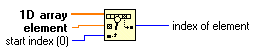 1D array
element
start index (0)
index of element